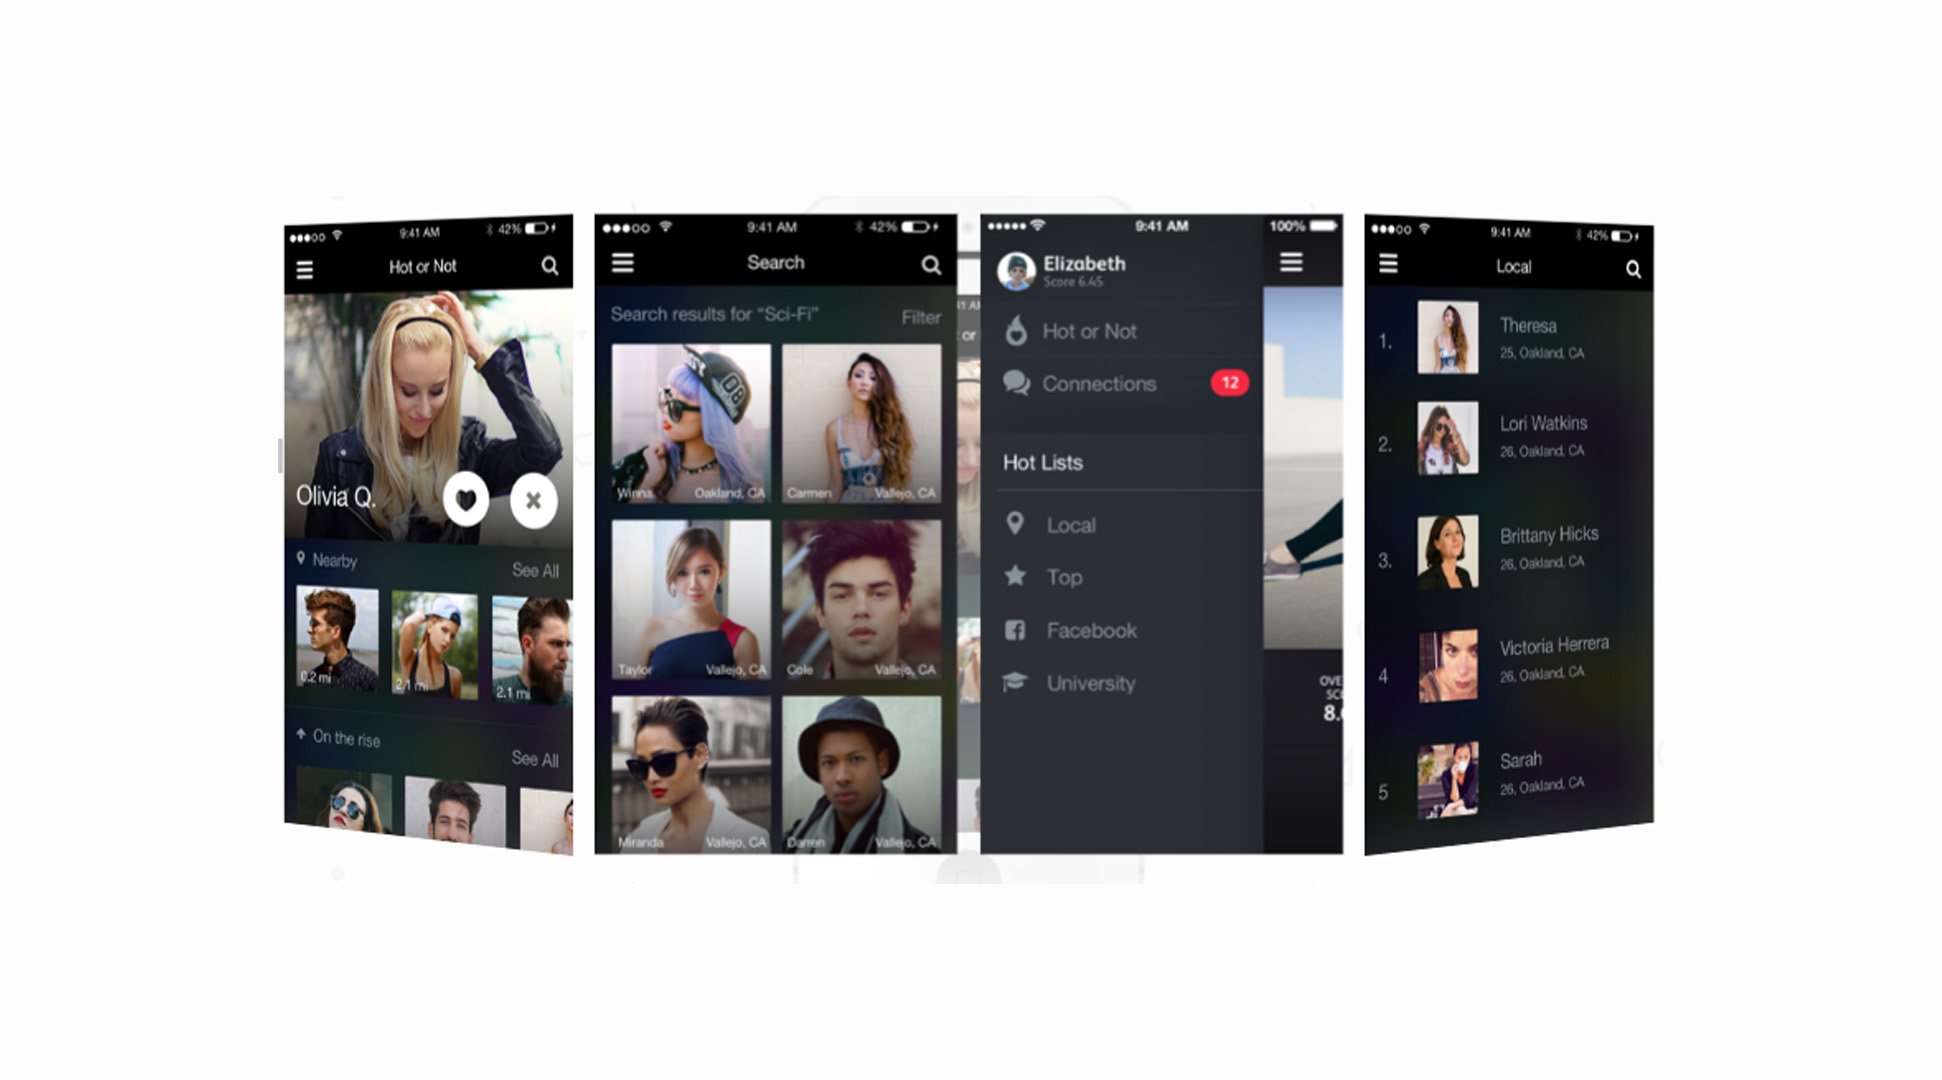 9:41 AM
42%
Hot or Not
Olivia Q.
Nearby
See All
0.2 mi
2.1 mi
2.1 mi
On the rise
See All
9:41 AM
42%
Search
Search results for “Sci-Fi”
Filter
Winna Oakland, CA
Carmen Vallejo, CA
Taylor Vallejo, CA
Cole Vallejo, CA
Miranda Vallejo, CA
Darren Vallejo, CA
or
9:41 AM
100%
Elizabeth
Score 6.45
Hot or Not
Connections 12
Hot Lists
Local
Top
Facebook
University
9:41 AM
42%
Local
1. Theresa
25, Oakland, CA
2. Lori Watkins
26, Oakland, CA
3. Brittany Hicks
26, Oakland, CA
4 Victoria Herrera
26, Oakland, CA
5 Sarah
26, Oakland, CA